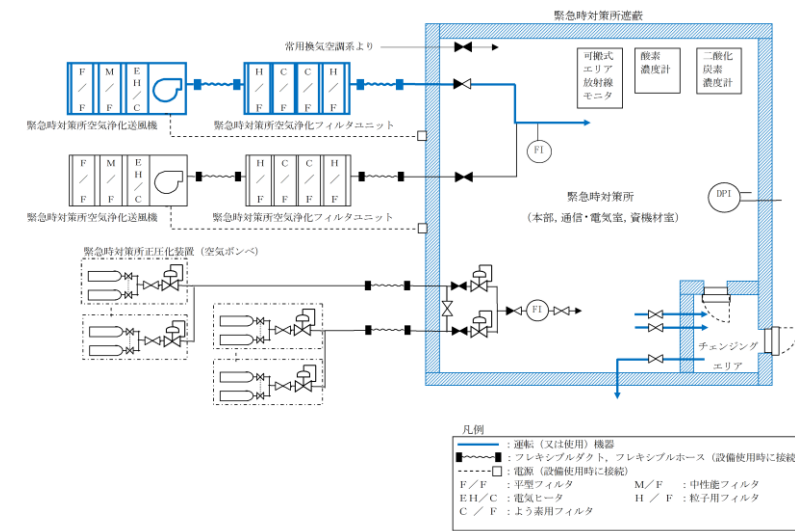 緊急時対策所遮蔽
常用換気空調系より
可搬式
エリア
放射線
モニタ
酸素
濃度計
二酸化
炭素
濃度計
F/F
M/F
EH/C
H/F
C/F
C/F
H/F
緊急時対策所空気浄化送風機
緊急時対策所空気浄化フィルタユニット
FI
F/F
M/F
EH/C
H/F
C/F
C/F
H/F
緊急時対策所空気浄化送風機
緊急時対策所空気浄化フィルタユニット
緊急時対策所
(本部, 通信・電気室, 資機材室)
DPI
緊急時対策所正圧化装置（空気ボンベ）
FI
チェンジング
エリア
凡例
：運転（又は使用）機器
：フレキシブルダクト，フレキシブルホース（設備使用時に接続
：電源（設備使用時に接続）
F／F ：平型フィルタ M／F ：中性能フィルタ
EH／C ：電気ヒータ H ／ F ：粒子用フィルタ
C ／ F ：よう素用フィルタ